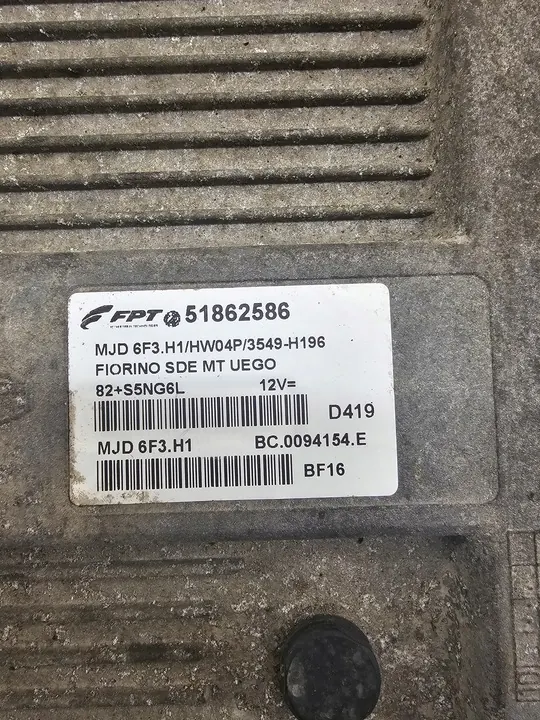 FPT 51862586
MJD 6F3.H1/HW04P/3549-H196
FIORINO SDE MT UEGO
82+S5NG6L 12V=
D419
MJD 6F3.H1 BC.0094154.E
BF16